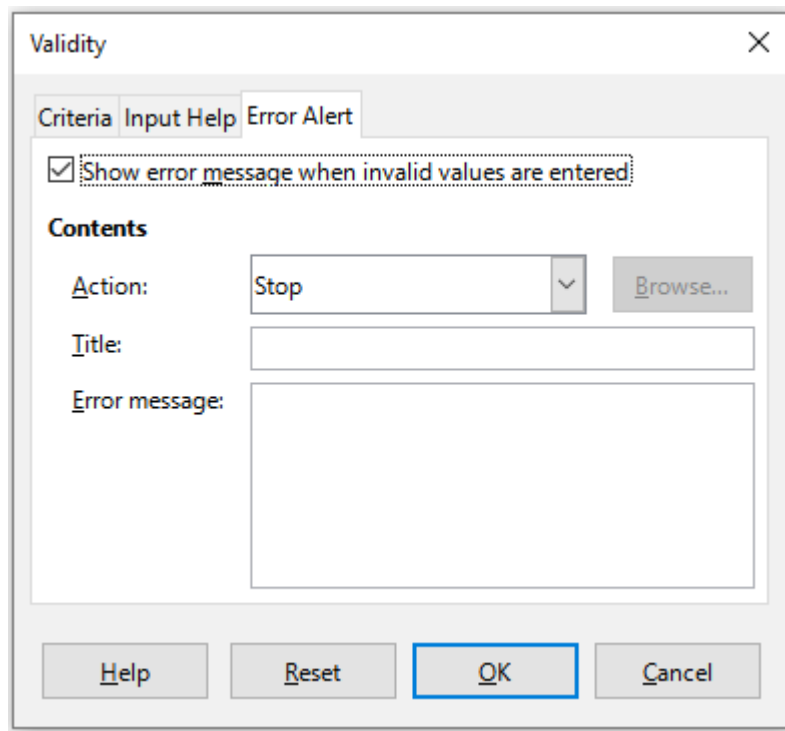 Validity
Criteria Input Help Error Alert
Show error message when invalid values are entered
Contents
Action: Stop Browse...
Title:
Error message:
Help Reset OK Cancel